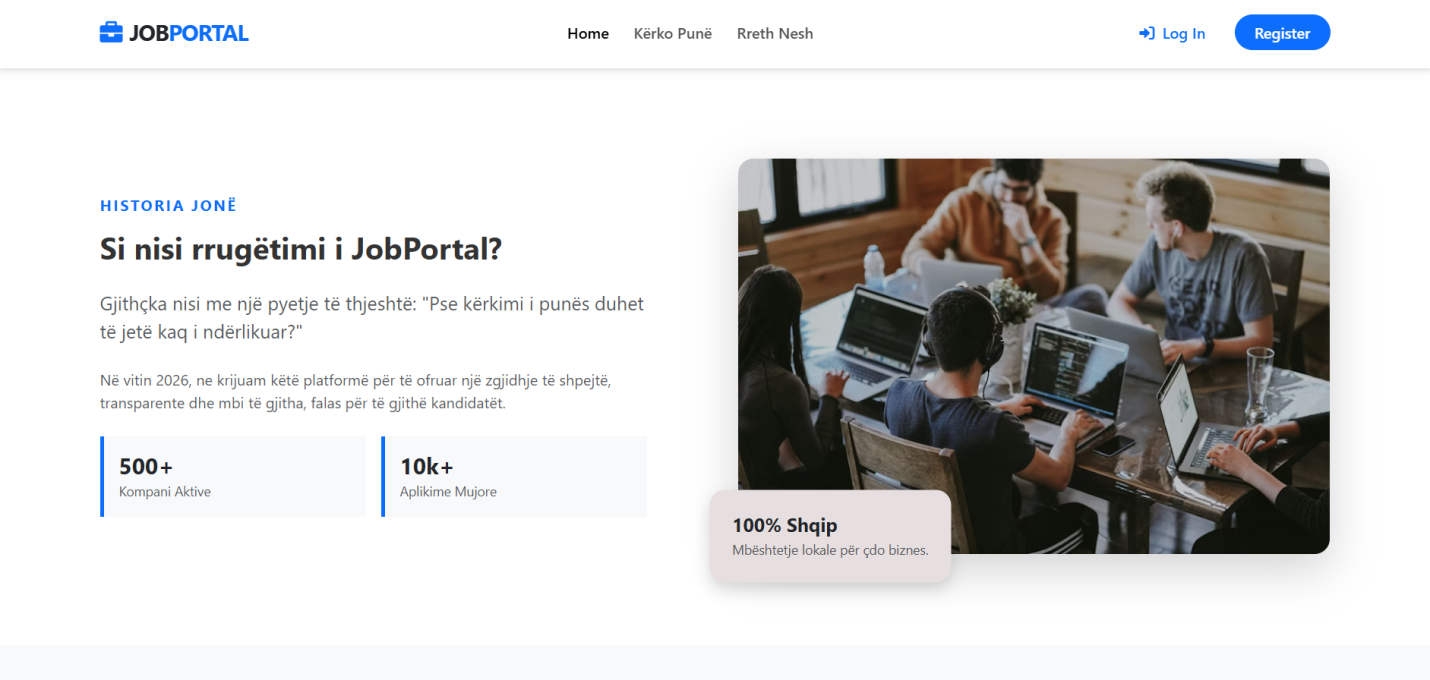 JOBPORTAL
Home
Kërko Punë
Rreth Nesh
Log In
Register
HISTORIA JONË
Si nisi rrugëtimi i JobPortal?
Gjithçka nisi me një pyetje të thjeshtë: "Pse kërkimi i punës duhet
të jetë kaq i ndërlikuar?"
Në vitin 2026, ne krijuam këtë platformë për të ofruar një zgjidhje të shpejtë,
transparente dhe mbi të gjitha, falas për të gjithë kandidatët.
500+
Kompani Aktive
10k+
Aplikime Mujore
100% Shqip
Mbështetje lokale për çdo biznes.